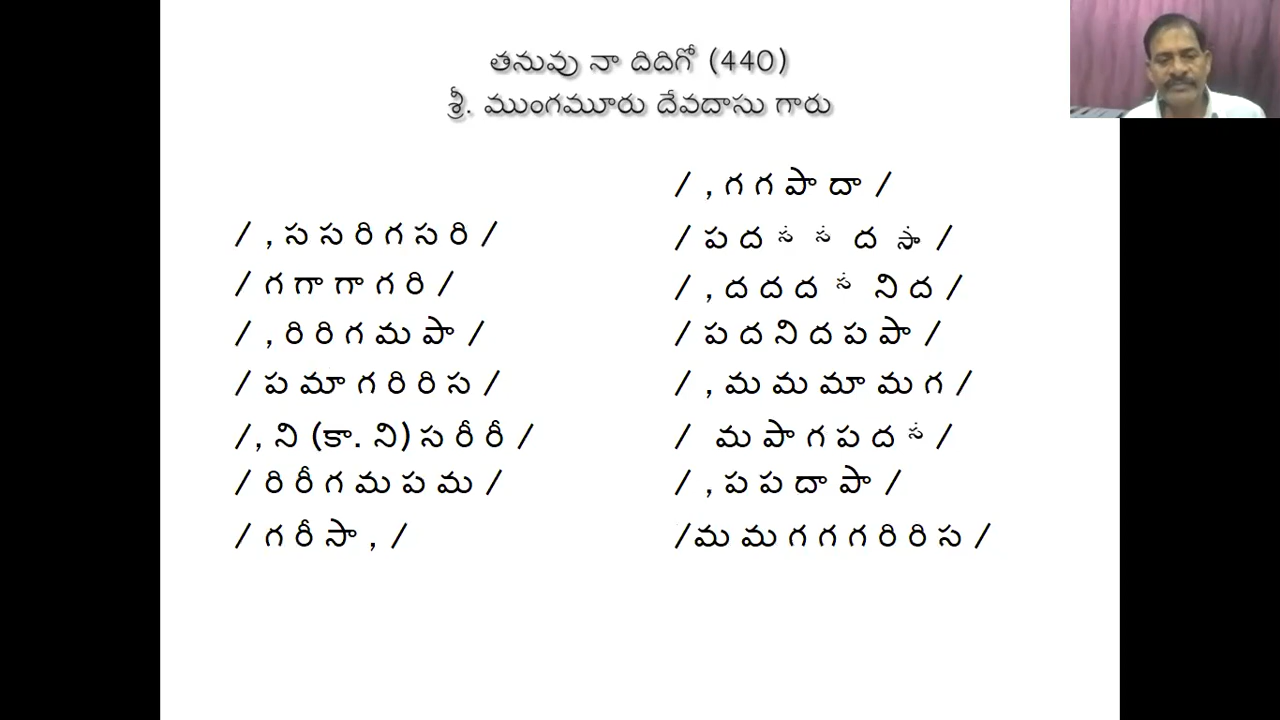 తనువు నా దిదిగో (440)
శ్రీ. ముంగమూరు దేవదాసు గారు
/ , స స రి గ స రి /
/ గ గా గా గ రి /
/ , రి రి గ మ పా /
/ ప మా గ రి రి స /
/ , ని (కా. ని) స రీ రీ /
/ రి రీ గ మ ప మ /
/ గ రీ సా , /
/ , గ గ పా దా /
/ ప ద స̇ స̇ ద సా̇ /
/ , ద ద ద స̇ ని ద /
/ ప ద ని ద ప పా /
/ , మ మ మా మ గ /
/ మ పా గ ప ద స̇ /
/ , ప ప దా పా /
/మ మ గ గ గ రి రి స /